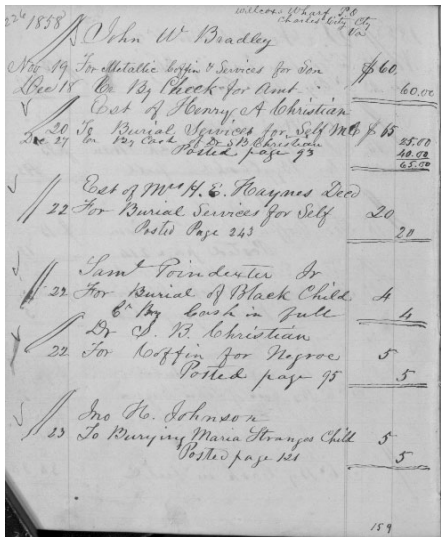 226 1858
Wilcoxs Wharf P.O
Charles City Cty
Va
John W. Bradley
Nov 19 For Metallic Coffin & Services for Son $60.
Dec 18 Cr By Check for Amt 60.00
Est of Henry A Christian
20 To Burial Services for Self MC $65
Dec 27 Cr By Cash of Dr S B Christian 25.00
Posted page 93 40.00
65.00
Est of Mrs H. E. Haynes Decd
22 For Burial Services for Self 20
Posted Page 243 20
Saml Poindexter Jr
22 For Burial of Black Child 4
Cr By Cash in full 4
Dr S. B. Christian
22 For Coffin for Negroe 5
Posted page 95 5
Jno H. Johnson
23 To Burying Maria Stranges Child 5
Posted page 121 5
159